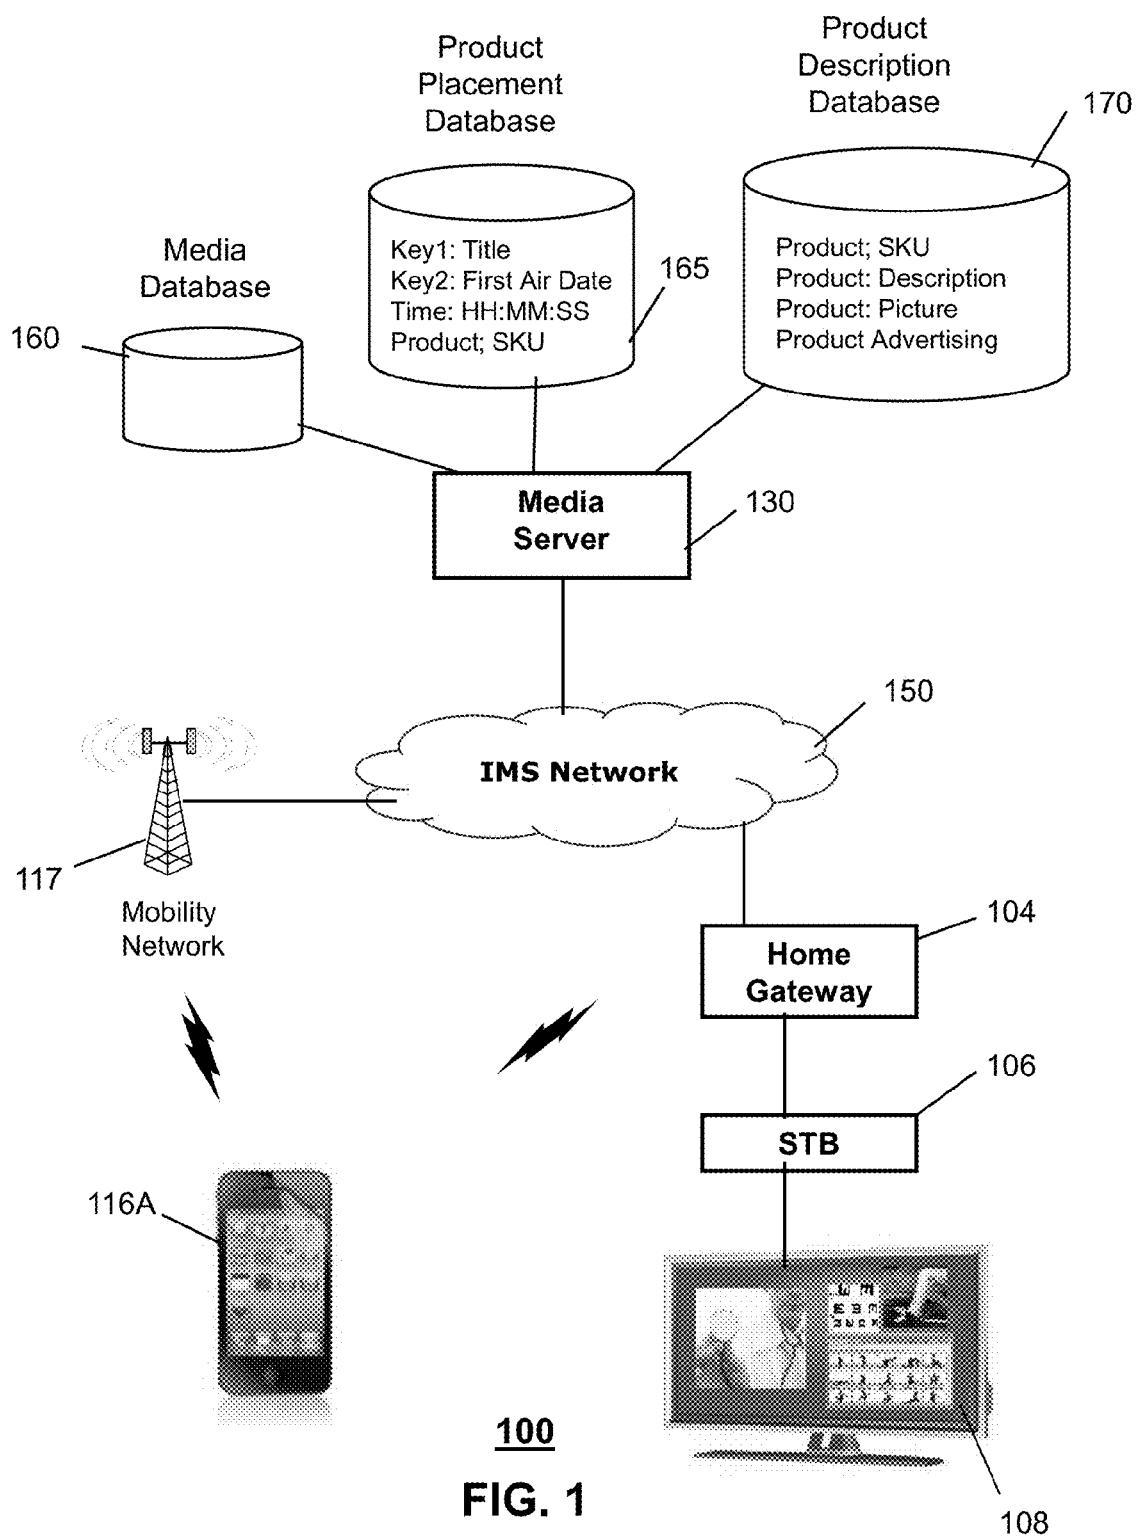 Product
Placement
Database
Product
Description
Database
170
Media
Database
160
Key1: Title
Key2: First Air Date
Time: HH:MM:SS
Product; SKU
165
Product; SKU
Product: Description
Product: Picture
Product Advertising
Media
Server
130
150
IMS Network
117
Mobility
Network
104
Home
Gateway
106
STB
116A
108
100
FIG. 1